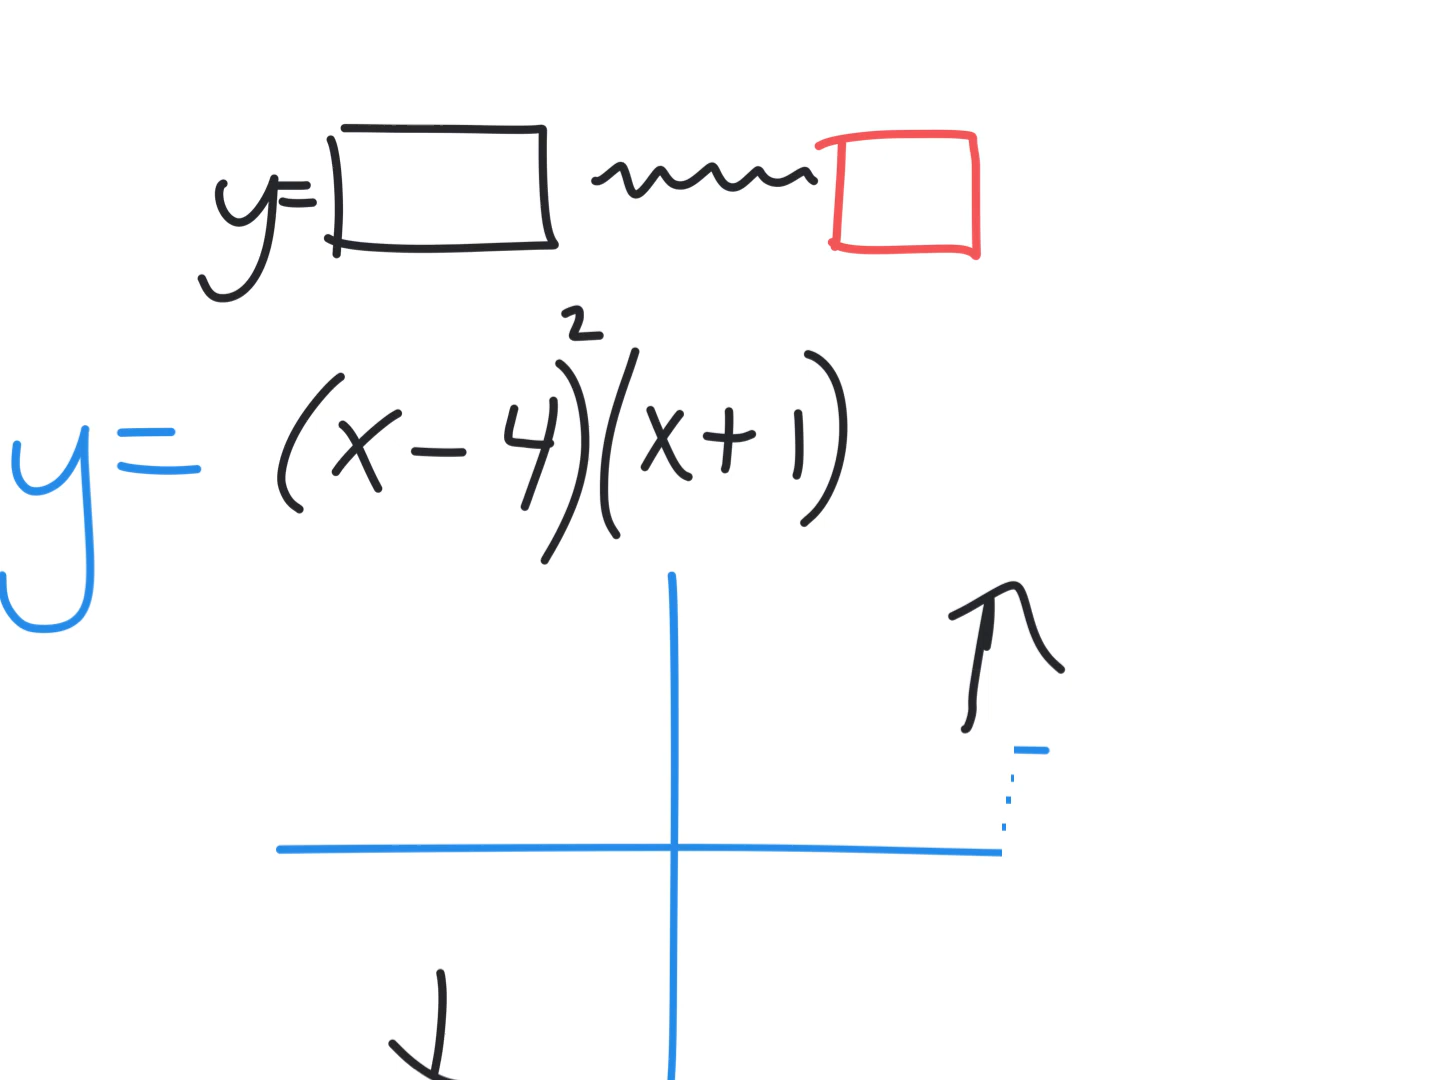 y=
y= (x-4)²(x+1)